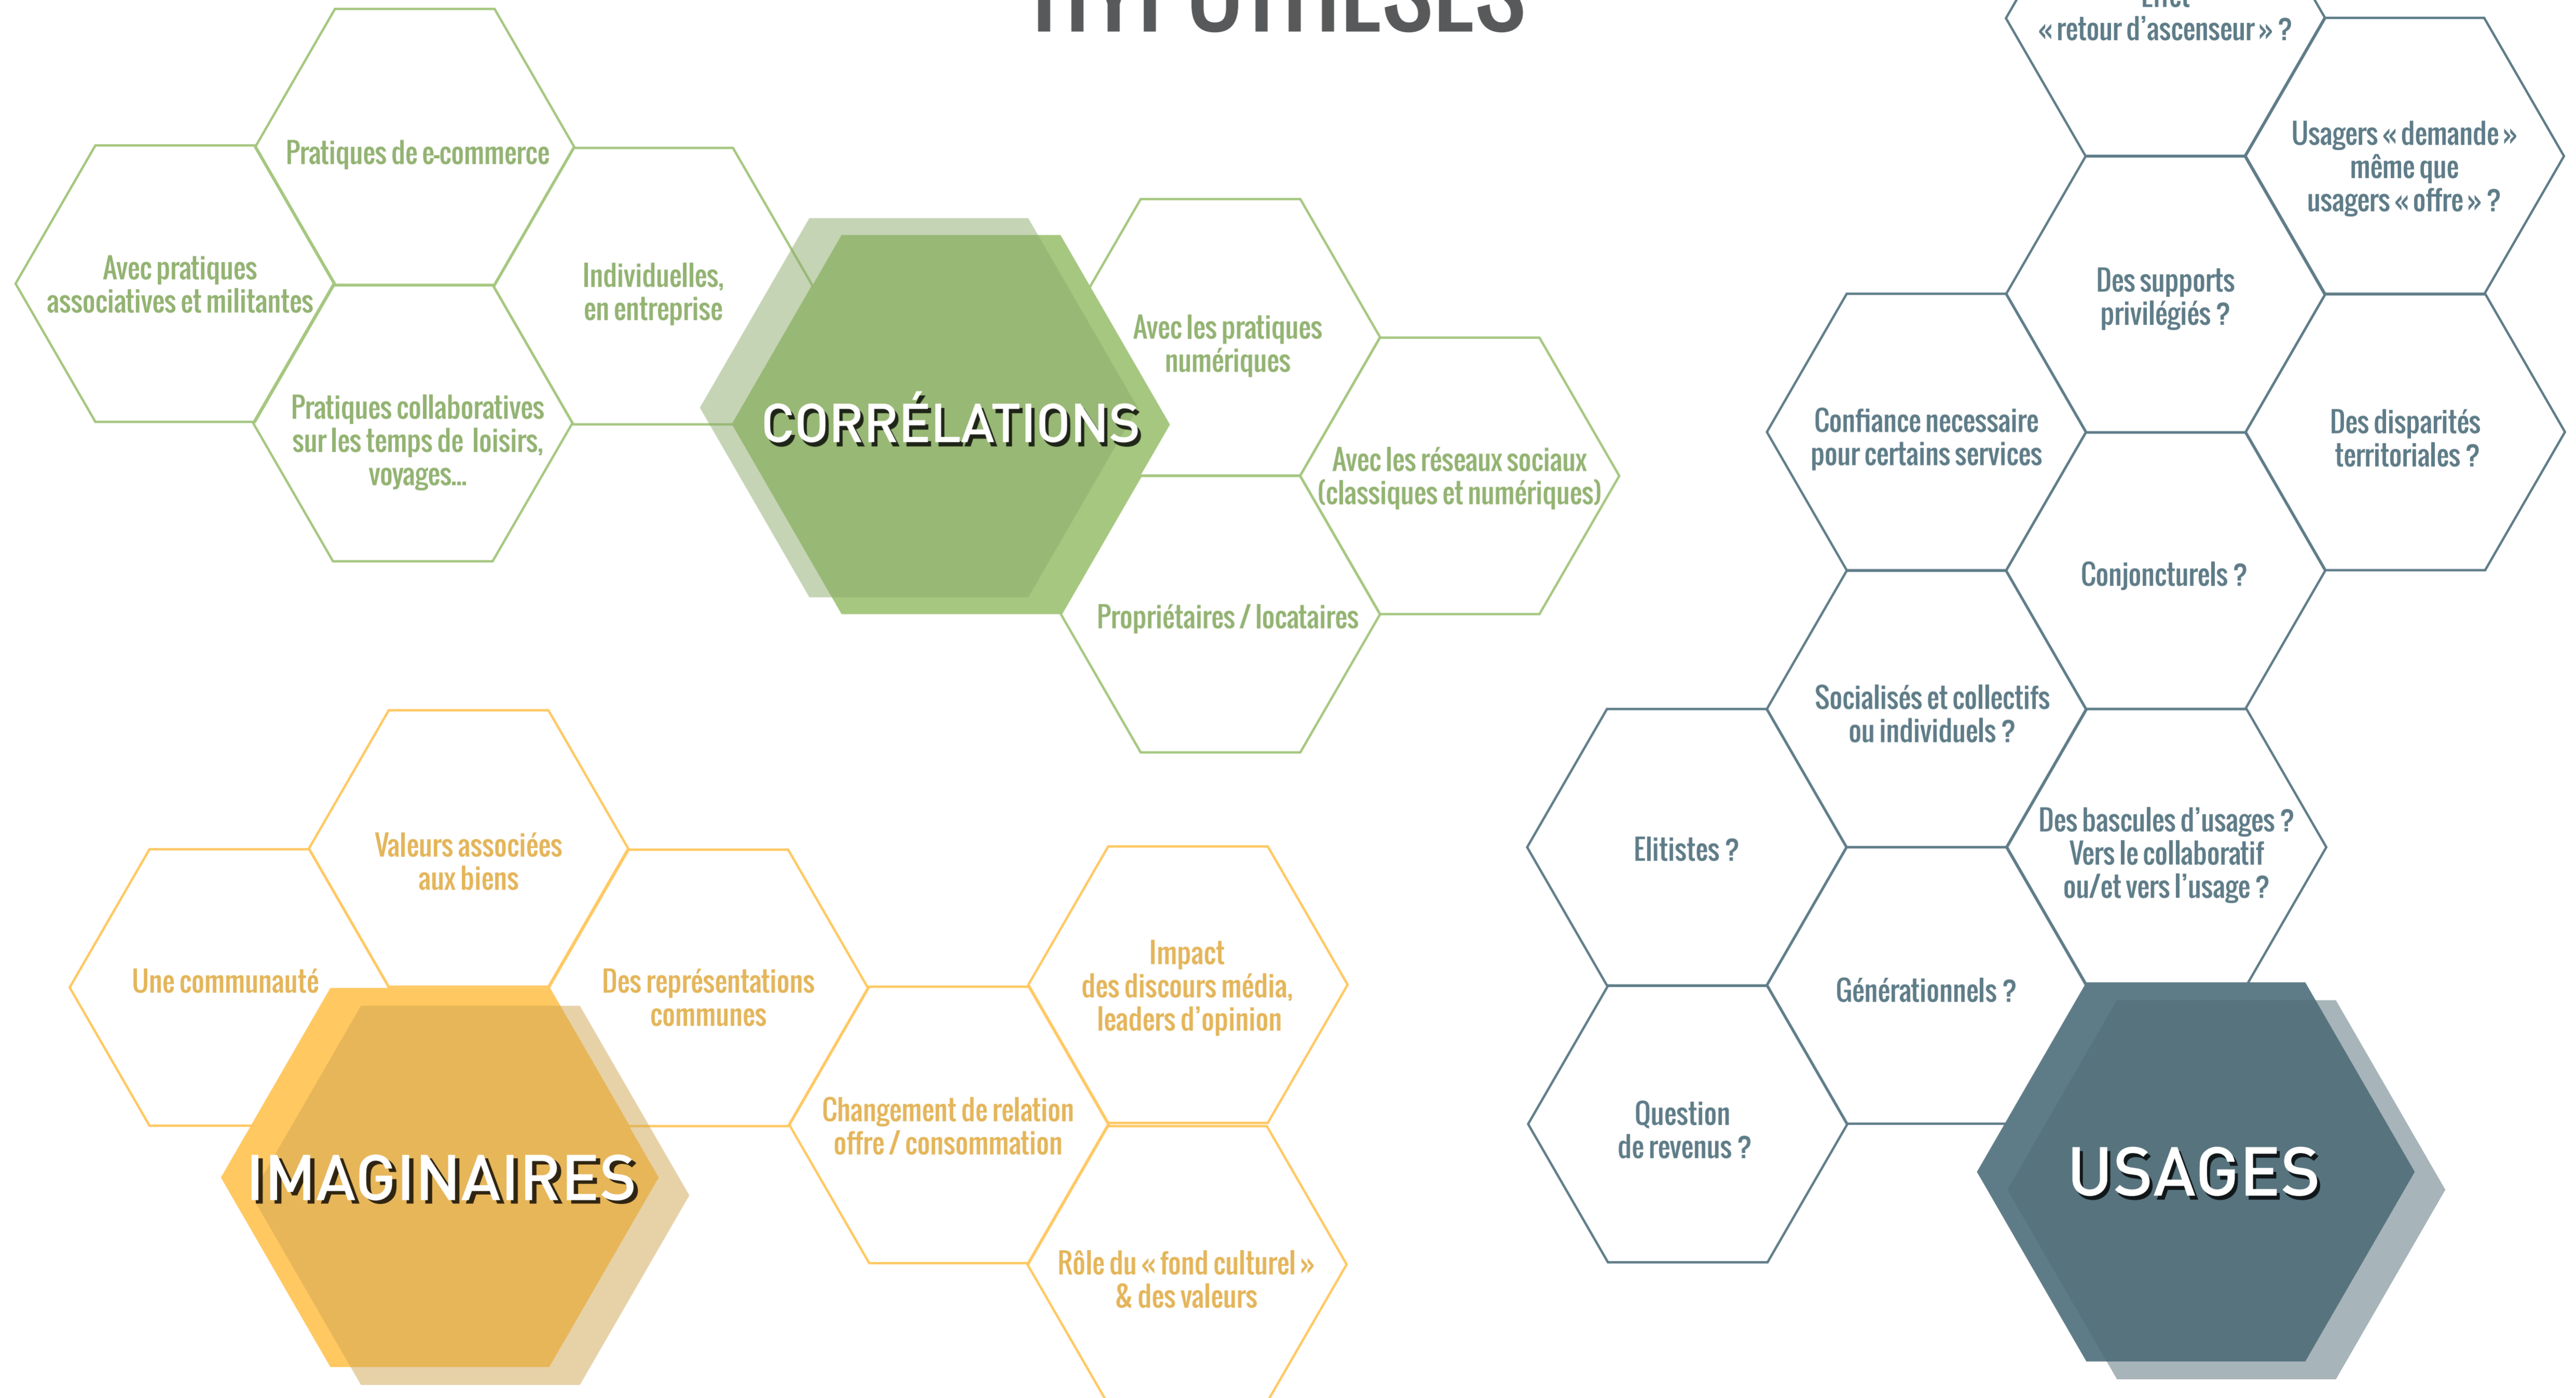 HYPOTHÈSES
Pratiques de e-commerce
Avec pratiques
associatives et militantes
Individuelles,
en entreprise
Pratiques collaboratives
sur les temps de loisirs,
voyages...
CORRÉLATIONS
Avec les pratiques
numériques
Avec les réseaux sociaux
(classiques et numériques)
Propriétaires / locataires
Effet
« retour d'ascenseur » ?
Usagers « demande »
même que
usagers « offre » ?
Des supports
privilégiés ?
Confiance necessaire
pour certains services
Des disparités
territoriales ?
Conjoncturels ?
Socialisés et collectifs
ou individuels ?
Elitistes ?
Des bascules d'usages ?
Vers le collaboratif
ou/et vers l'usage ?
Générationnels ?
Question
de revenus ?
USAGES
Valeurs associées
aux biens
Une communauté
Des représentations
communes
Impact
des discours média,
leaders d'opinion
Changement de relation
offre / consommation
Rôle du « fond culturel »
& des valeurs
IMAGINAIRES